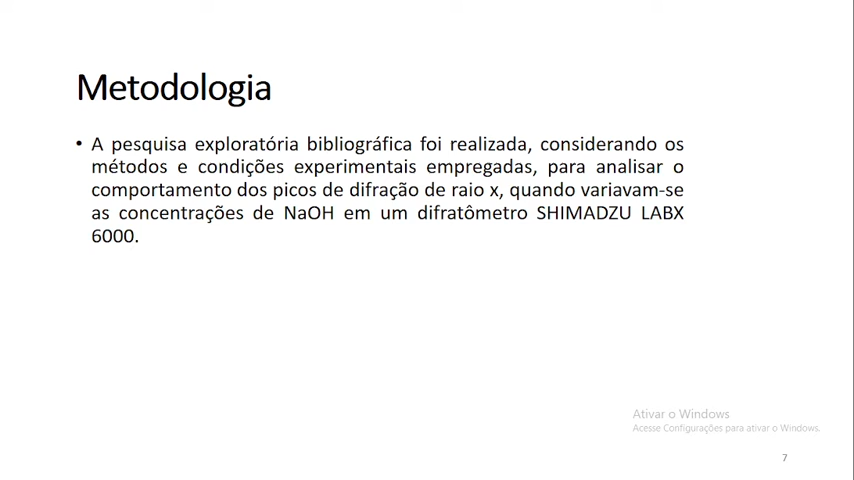 Metodologia
• A pesquisa exploratória bibliográfica foi realizada, considerando os
métodos e condições experimentais empregadas, para analisar o
comportamento dos picos de difração de raio x, quando variavam-se
as concentrações de NaOH em um difratômetro SHIMADZU LABX
6000.
Ativar o Windows
Acesse Configurações para ativar o Windows.
7